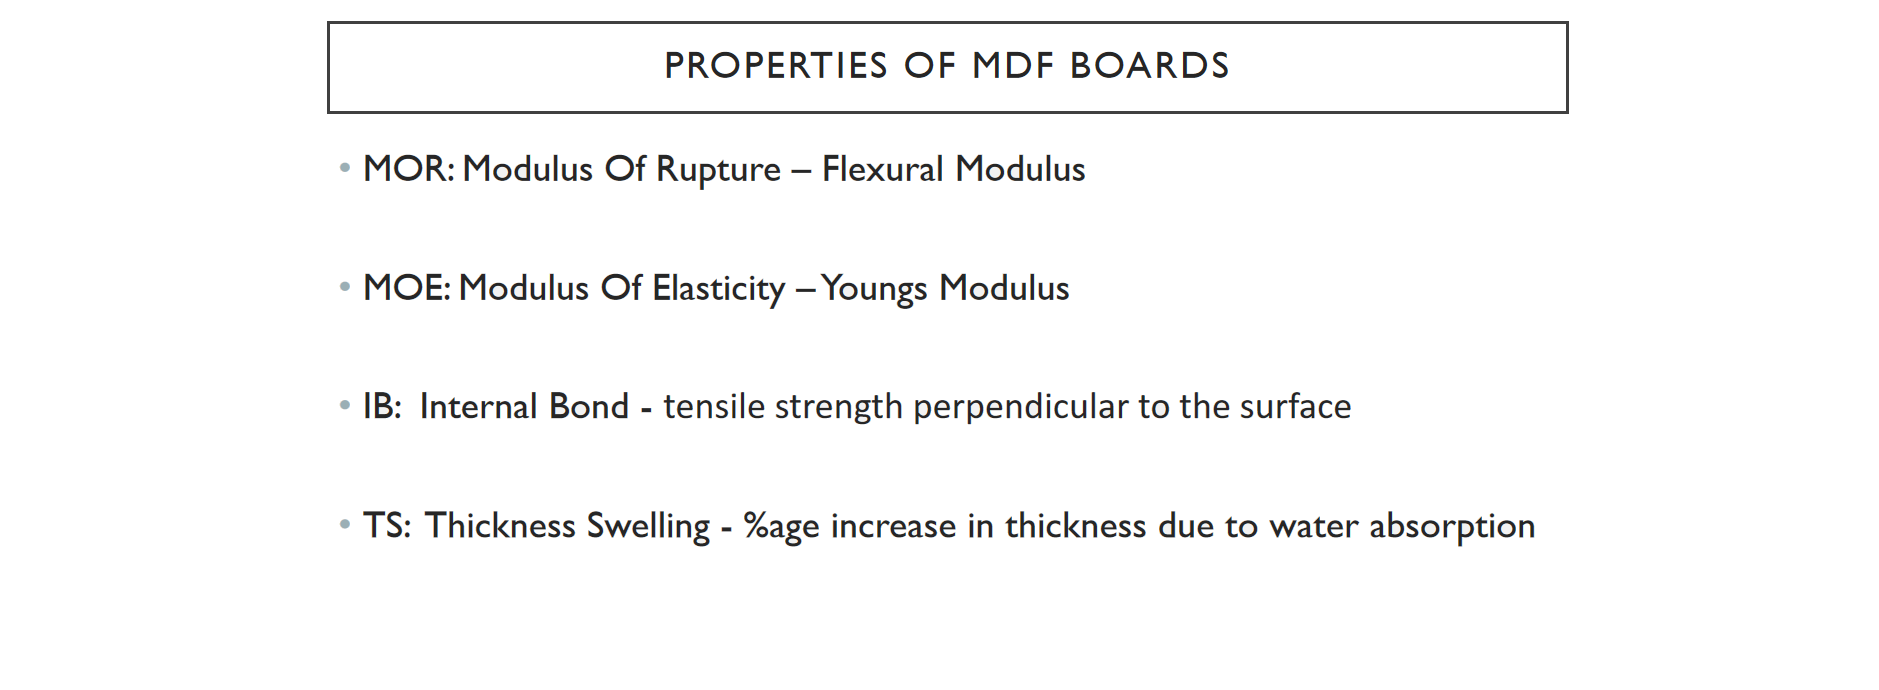 PROPERTIES OF MDF BOARDS
• MOR: Modulus Of Rupture – Flexural Modulus
• MOE: Modulus Of Elasticity – Youngs Modulus
• IB: Internal Bond - tensile strength perpendicular to the surface
• TS: Thickness Swelling - %age increase in thickness due to water absorption